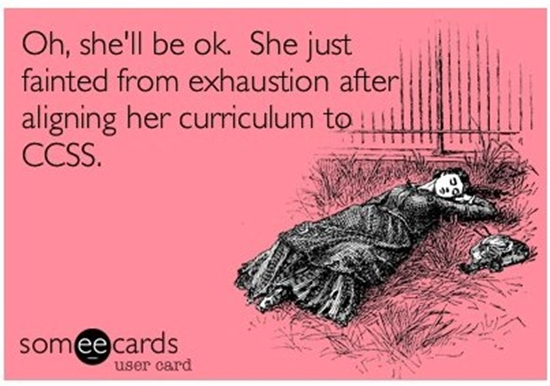 Oh, she'll be ok.  She just
fainted from exhaustion after
aligning her curriculum to
CCSS.
someecards
user card